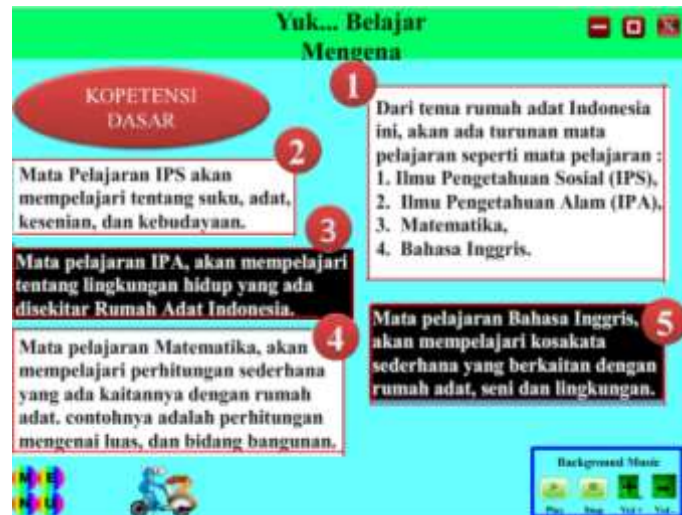 Yuk... Belajar
Mengena
KOPETENSI
DASAR
1
Dari tema rumah adat Indonesia
ini, akan ada turunan mata
pelajaran seperti mata pelajaran :
1. Ilmu Pengetahuan Sosial (IPS),
2. Ilmu Pengetahuan Alam (IPA),
3. Matematika,
4. Bahasa Inggris.
2
Mata Pelajaran IPS akan
mempelajari tentang suku, adat,
kesenian, dan kebudayaan.
3
Mata pelajaran IPA, akan mempelajari
tentang lingkungan hidup yang ada
disekitar Rumah Adat Indonesia.
4
Mata pelajaran Matematika, akan
mempelajari perhitungan sederhana
yang ada kaitannya dengan rumah
adat. contohnya adalah perhitungan
mengenai luas, dan bidang bangunan.
5
Mata pelajaran Bahasa Inggris,
akan mempelajari kosakata
sederhana yang berkaitan dengan
rumah adat, seni dan lingkungan.
ME
NU
Background Music
Play Stop Vol + Vol -